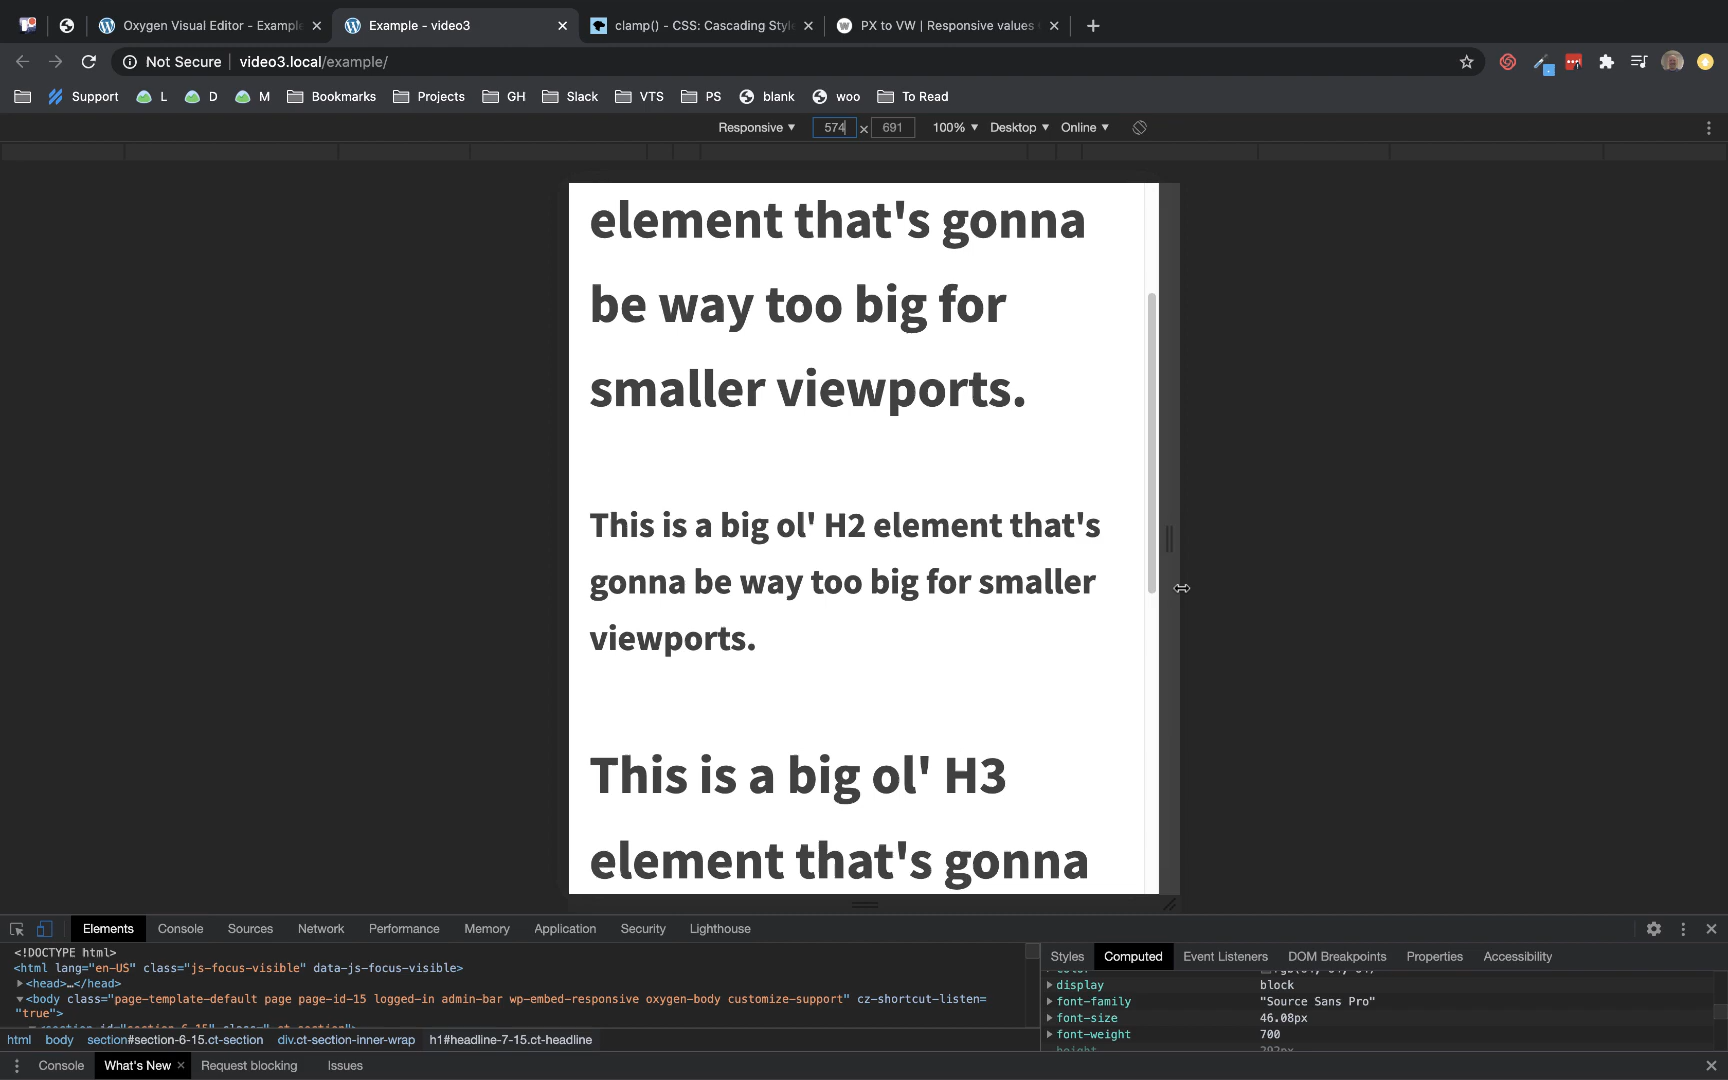 Oxygen Visual Editor - Example
Example - video3
clamp() - CSS: Cascading Style
PX to VW | Responsive values
Not Secure
video3.local/example/
Support
L
D
M
Bookmarks
Projects
GH
Slack
VTS
PS
blank
woo
To Read
Responsive
574
691
100%
Desktop
Online
element that's gonna
be way too big for
smaller viewports.
This is a big ol' H2 element that's
gonna be way too big for smaller
viewports.
This is a big ol' H3
element that's gonna
Elements
Console
Sources
Network
Performance
Memory
Application
Security
Lighthouse
<!DOCTYPE html>
<html lang="en-US" class="js-focus-visible" data-js-focus-visible>
<head>…</head>
<body class="page-template-default page page-id-15 logged-in admin-bar wp-embed-responsive oxygen-body customize-support" cz-shortcut-listen=
"true">
html
body
section#section-6-15.ct-section
div.ct-section-inner-wrap
h1#headline-7-15.ct-headline
Styles
Computed
Event Listeners
DOM Breakpoints
Properties
Accessibility
display
block
font-family
"Source Sans Pro"
font-size
46.08px
font-weight
700
Console
What's New
Request blocking
Issues